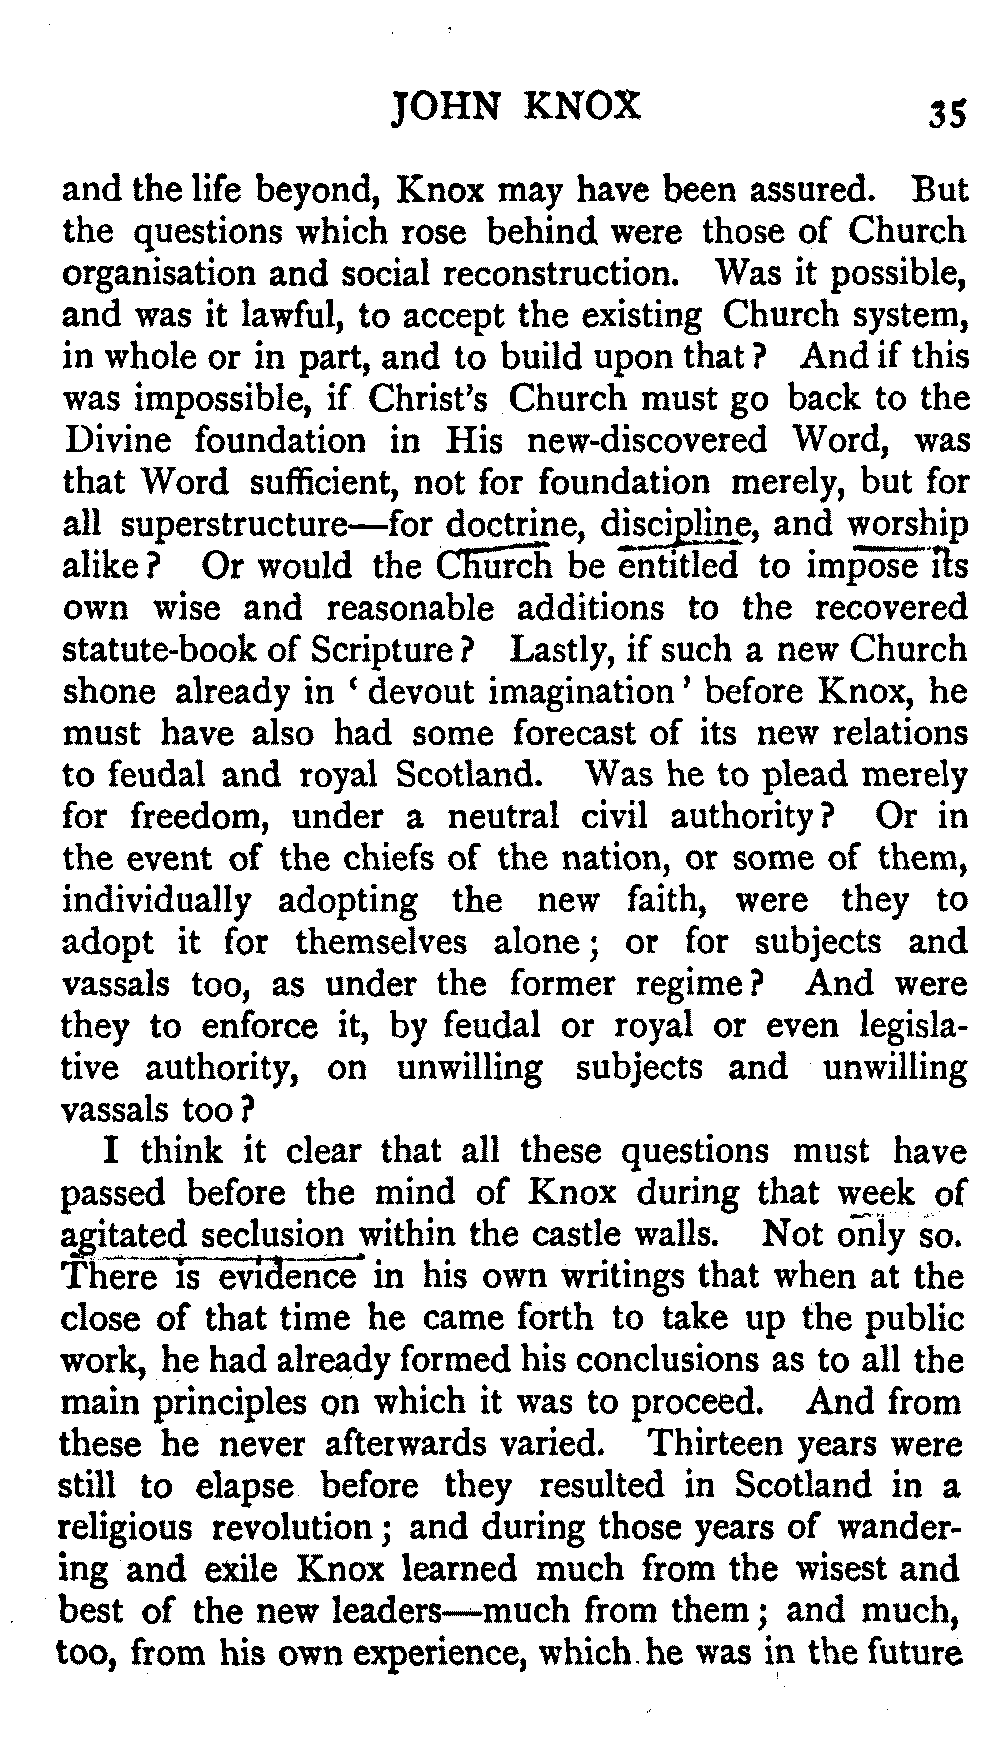 JOHN KNOX 35
and the life beyond, Knox may have been assured. But
the questions which rose behind were those of Church
organisation and social reconstruction. Was it possible,
and was it lawful, to accept the existing Church system,
in whole or in part, and to build upon that? And if this
was impossible, if Christ's Church must go back to the
Divine foundation in His new-discovered Word, was
that Word sufficient, not for foundation merely, but for
all superstructure—for doctrine, discipline, and worship
alike? Or would the Church be entitled to impose its
own wise and reasonable additions to the recovered
statute-book of Scripture? Lastly, if such a new Church
shone already in ‘devout imagination’ before Knox, he
must have also had some forecast of its new relations
to feudal and royal Scotland. Was he to plead merely
for freedom, under a neutral civil authority? Or in
the event of the chiefs of the nation, or some of them,
individually adopting the new faith, were they to
adopt it for themselves alone; or for subjects and
vassals too, as under the former regime? And were
they to enforce it, by feudal or royal or even legisla-
tive authority, on unwilling subjects and unwilling
vassals too?
I think it clear that all these questions must have
passed before the mind of Knox during that week of
agitated seclusion within the castle walls. Not only so.
There is evidence in his own writings that when at the
close of that time he came forth to take up the public
work, he had already formed his conclusions as to all the
main principles on which it was to proceed. And from
these he never afterwards varied. Thirteen years were
still to elapse before they resulted in Scotland in a
religious revolution; and during those years of wander-
ing and exile Knox learned much from the wisest and
best of the new leaders—much from them; and much,
too, from his own experience, which he was in the future